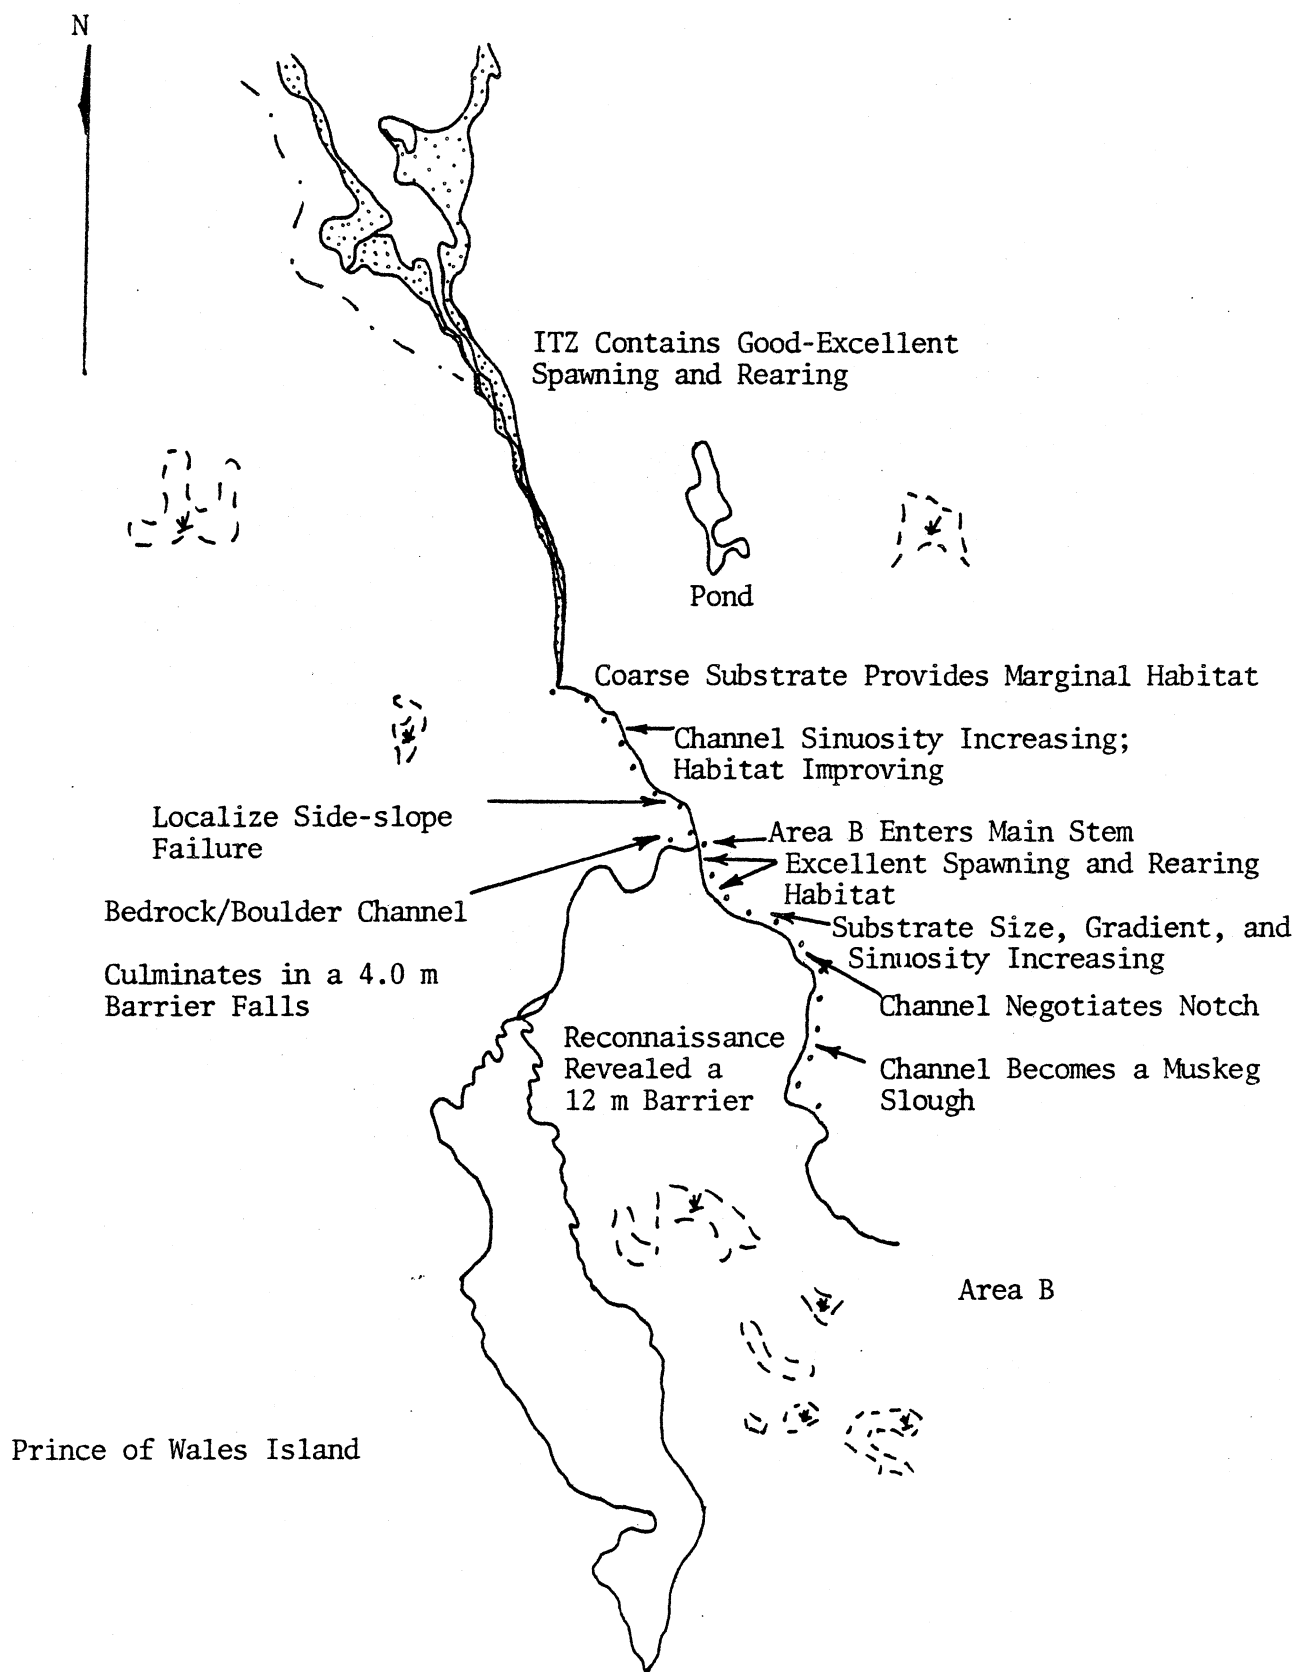 N
ITZ Contains Good-Excellent
Spawning and Rearing
Pond
Coarse Substrate Provides Marginal Habitat
Channel Sinuosity Increasing;
Habitat Improving
Localize Side-slope
Failure
Area B Enters Main Stem
Excellent Spawning and Rearing
Habitat
Bedrock/Boulder Channel
Substrate Size, Gradient, and
Sinuosity Increasing
Culminates in a 4.0 m
Barrier Falls
Channel Negotiates Notch
Reconnaissance
Revealed a
12 m Barrier
Channel Becomes a Muskeg
Slough
Area B
Prince of Wales Island